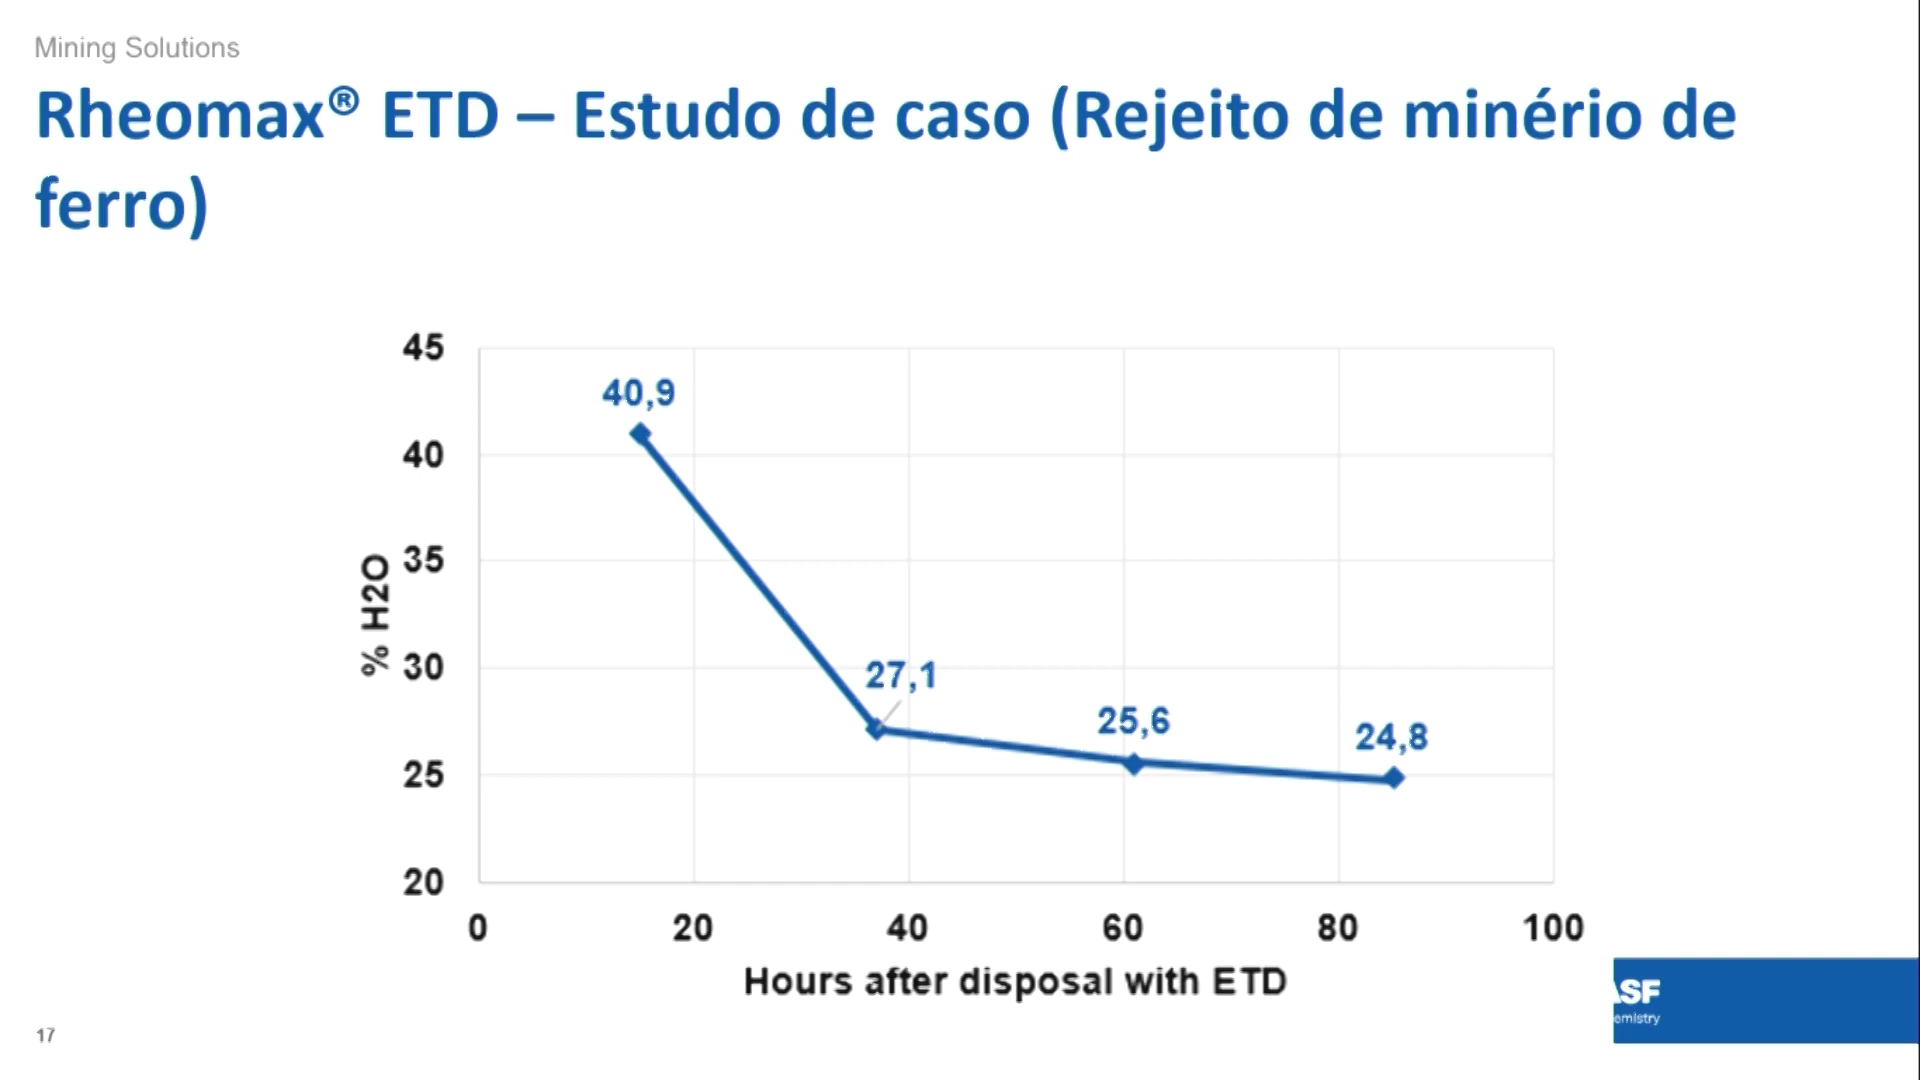 Mining Solutions
Rheomax® ETD – Estudo de caso (Rejeito de minério de
ferro)
45
40,9
40
35
% H2O
30
27,1
25,6
24,8
25
20
0 20 40 60 80 100
Hours after disposal with ETD
ASF
emistry
17